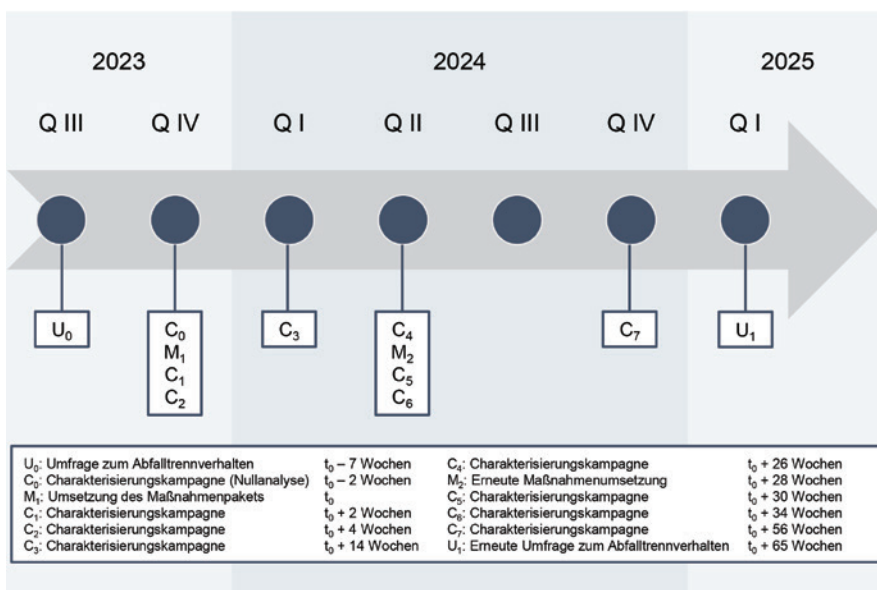 2023 2024 2025
Q III Q IV Q I Q II Q III Q IV Q I
U₀ C₀ C₃ C₄ C₇ U₁
M₁ M₂
C₁ C₅
C₂ C₆
U₀: Umfrage zum Abfalltrennverhalten t₀ – 7 Wochen C₄: Charakterisierungskampagne t₀ + 26 Wochen
C₀: Charakterisierungskampagne (Nullanalyse) t₀ – 2 Wochen M₂: Erneute Maßnahmenumsetzung t₀ + 28 Wochen
M₁: Umsetzung des Maßnahmenpakets t₀ C₅: Charakterisierungskampagne t₀ + 30 Wochen
C₁: Charakterisierungskampagne t₀ + 2 Wochen C₆: Charakterisierungskampagne t₀ + 34 Wochen
C₂: Charakterisierungskampagne t₀ + 4 Wochen C₇: Charakterisierungskampagne t₀ + 56 Wochen
C₃: Charakterisierungskampagne t₀ + 14 Wochen U₁: Erneute Umfrage zum Abfalltrennverhalten t₀ + 65 Wochen